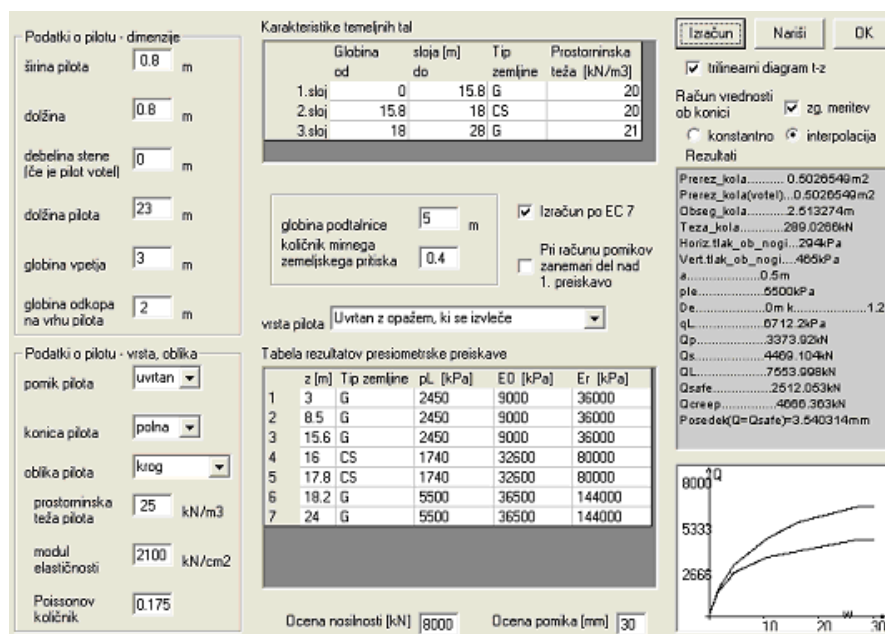 Podatki o pilotu - dimenzije
širina pilota 0.8 m
dolžina 0.8 m
debelina stene (če je pilot votel) 0 m
dolžina pilota 23 m
globina vpetja 3 m
globina odkopa na vrhu pilota 2 m
Podatki o pilotu - vrsta, oblika
pomik pilota uvrtan
konica pilota polna
oblika pilota krog
prostorninska teža pilota 25 kN/m3
modul elastičnosti 2100 kN/cm2
Poissonov količnik 0.175
Karakteristike temeljnih tal
Globina sloja [m] Tip Prostorninska
od do zemljine teža [kN/m3]
1.sloj 0 15.8 G 20
2.sloj 15.8 18 CS 20
3.sloj 18 28 G 21
globina podtalnice 5 m
količnik mirnega zemeljskega pritiska 0.4
Izračun po EC 7
Pri računu pomikov zanemari del nad 1. preiskavo
vrsta pilota Uvrtan z opažem, ki se izvleče
Tabela rezultatov presiometrske preiskave
z [m] Tip zemljine pL [kPa] E0 [kPa] Er [kPa]
1 3 G 2450 9000 36000
2 8.5 G 2450 9000 36000
3 15.6 G 2450 9000 36000
4 16 CS 1740 32600 80000
5 17.8 CS 1740 32600 80000
6 18.2 G 5500 36500 144000
7 24 G 5500 36500 144000
Ocena nosilnosti [kN] 8000 Ocena pomika [mm] 30
Izračun Nariši OK
trilinearni diagram t-z
Račun vrednosti ob konici zg. meritev
konstantno interpolacija
Rezultati
Prerez_kola.......... 0.5026549m2
Prerez_kola(votel)...0.5026549m2
Obseg_kola...........2.513274m
Teza_kola..............289.0266kN
Horiz.tlak_ob_nogi...294kPa
Vert.tlak_ob_nogi....465kPa
a.....................0.5m
ple.....................5500kPa
De.....................0m k.....................1.2
qL.....................6712.2kPa
Qp.....................3373.92kN
Qs.....................4469.104kN
QL.....................7553.998kN
Qsafe.................2512.053kN
Qcreep...............4666.363kN
Posedek(Q=Qsafe)=3.540314mm
8000 Q
5333
2666
10 20 w 30